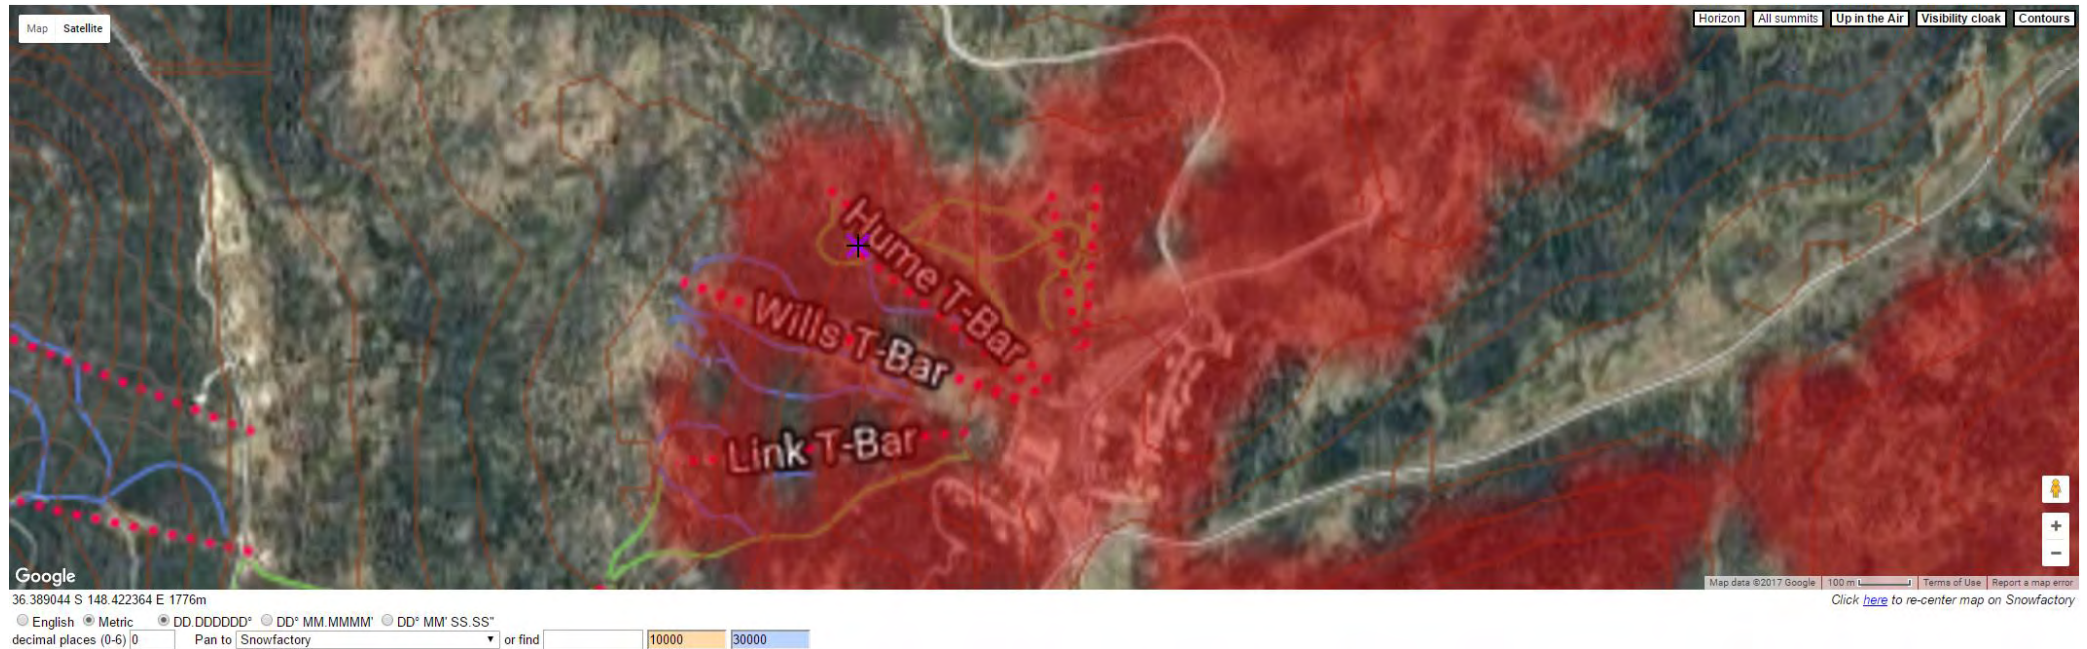 Map Satellite
Horizon All summits Up in the Air Visibility cloak Contours
Hume T-Bar
Wills T-Bar
Link T-Bar
Google
Map data ©2017 Google 100 m Terms of Use Report a map error
36.389044 S 148.422364 E 1776m
Click here to re-center map on Snowfactory
English Metric DD.DDDDDD° DD° MM.MMMM' DD° MM' SS.SS"
decimal places (0-6) 0 Pan to Snowfactory or find 10000 30000